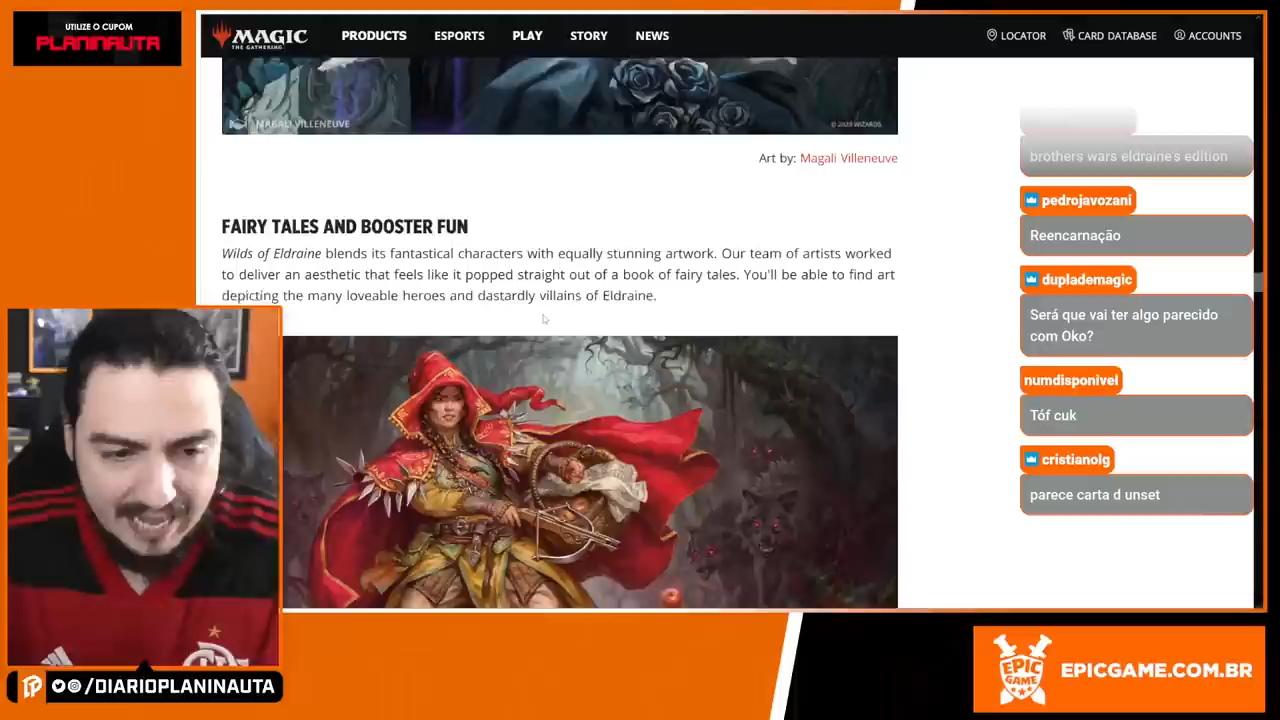 UTILIZE O CUPOM
PLANINAUTA
MAGIC
THE GATHERING
PRODUCTS
ESPORTS
PLAY
STORY
NEWS
LOCATOR
CARD DATABASE
ACCOUNTS
MAGALI VILLENEUVE
© 2023 WIZARDS
Art by: Magali Villeneuve
FAIRY TALES AND BOOSTER FUN
Wilds of Eldraine blends its fantastical characters with equally stunning artwork. Our team of artists worked
to deliver an aesthetic that feels like it popped straight out of a book of fairy tales. You'll be able to find art
depicting the many loveable heroes and dastardly villains of Eldraine.
brothers wars eldraine's edition
pedrojavozani
Reencarnação
duplademagic
Será que vai ter algo parecido
com Oko?
numdisponivel
Tóf cuk
cristianolg
parece carta d unset
/DIARIOPLANINAUTA
EPIC
GAME
EPICGAME.COM.BR